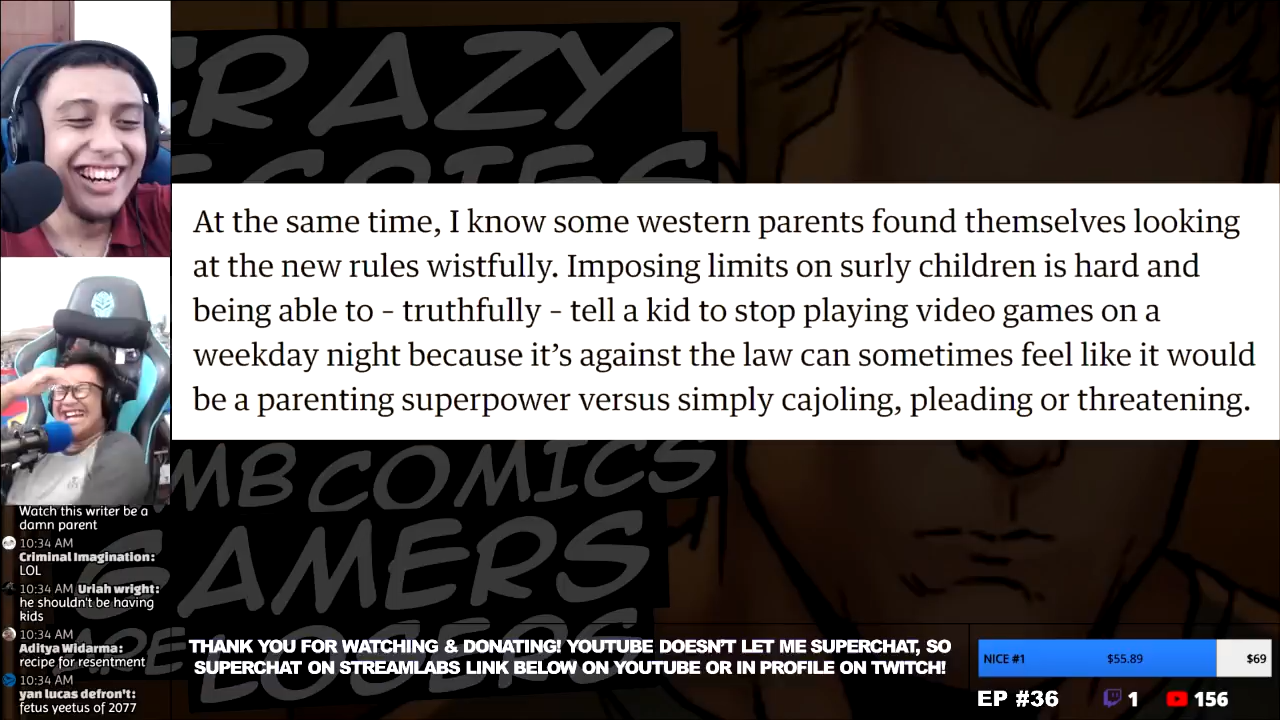 CRAZY
At the same time, I know some western parents found themselves looking
at the new rules wistfully. Imposing limits on surly children is hard and
being able to – truthfully – tell a kid to stop playing video games on a
weekday night because it’s against the law can sometimes feel like it would
be a parenting superpower versus simply cajoling, pleading or threatening.
COMICS
GAMERS
ARE LOSERS
Watch this writer be a
damn parent
10:34 AM
Criminal Imagination:
LOL
10:34 AM Uriah wright:
he shouldn't be having
kids
10:34 AM
Aditya Widarma:
recipe for resentment
10:34 AM
yan lucas defron't:
fetus yeetus of 2077
THANK YOU FOR WATCHING & DONATING! YOUTUBE DOESN'T LET ME SUPERCHAT, SO
SUPERCHAT ON STREAMLABS LINK BELOW ON YOUTUBE OR IN PROFILE ON TWITCH!
NICE #1 $55.89 $69
EP #36 1 156